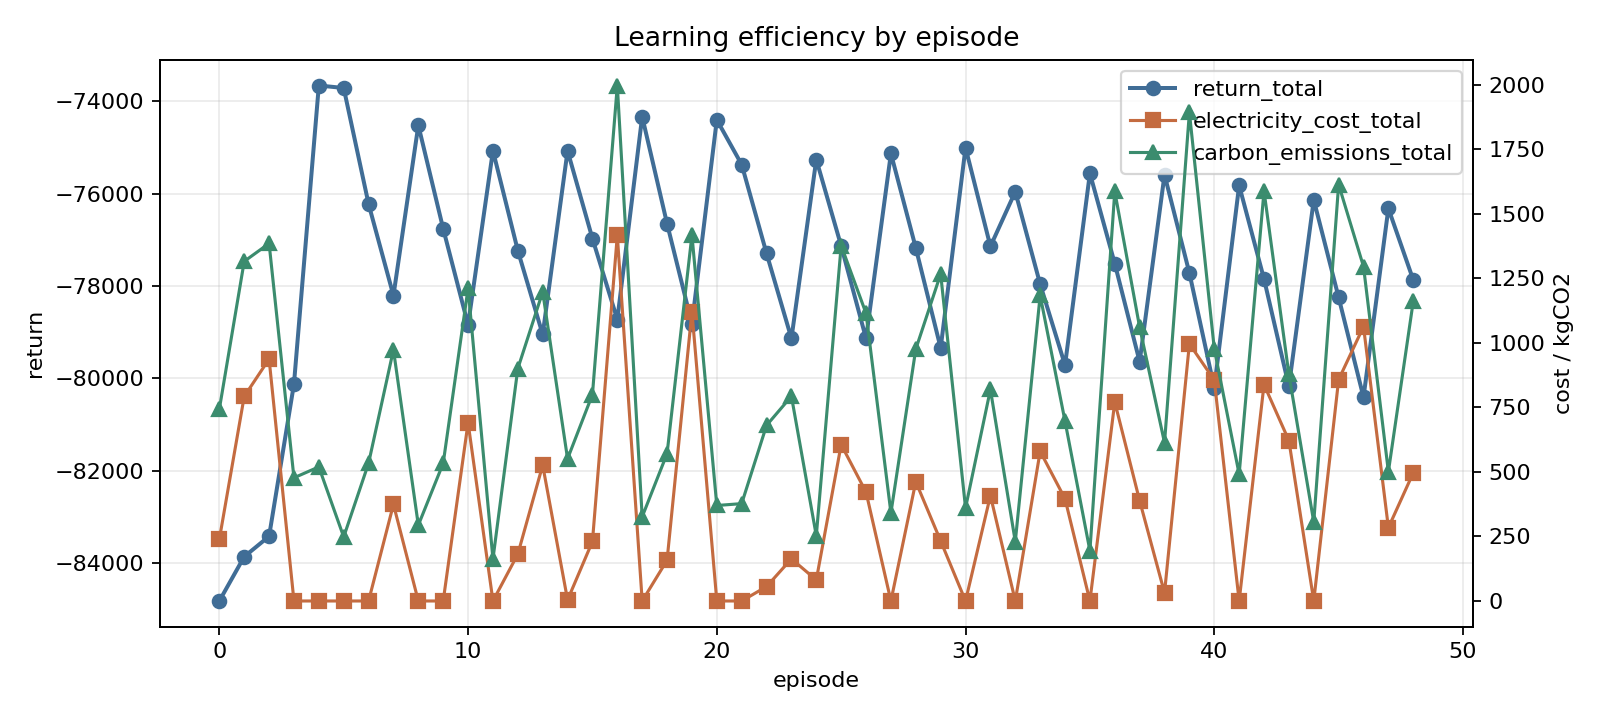 Learning efficiency by episode
return_total
electricity_cost_total
carbon_emissions_total
−74000
−76000
−78000
−80000
−82000
−84000
return
2000
1750
1500
1250
1000
750
500
250
0
cost / kgCO2
0 10 20 30 40 50
episode